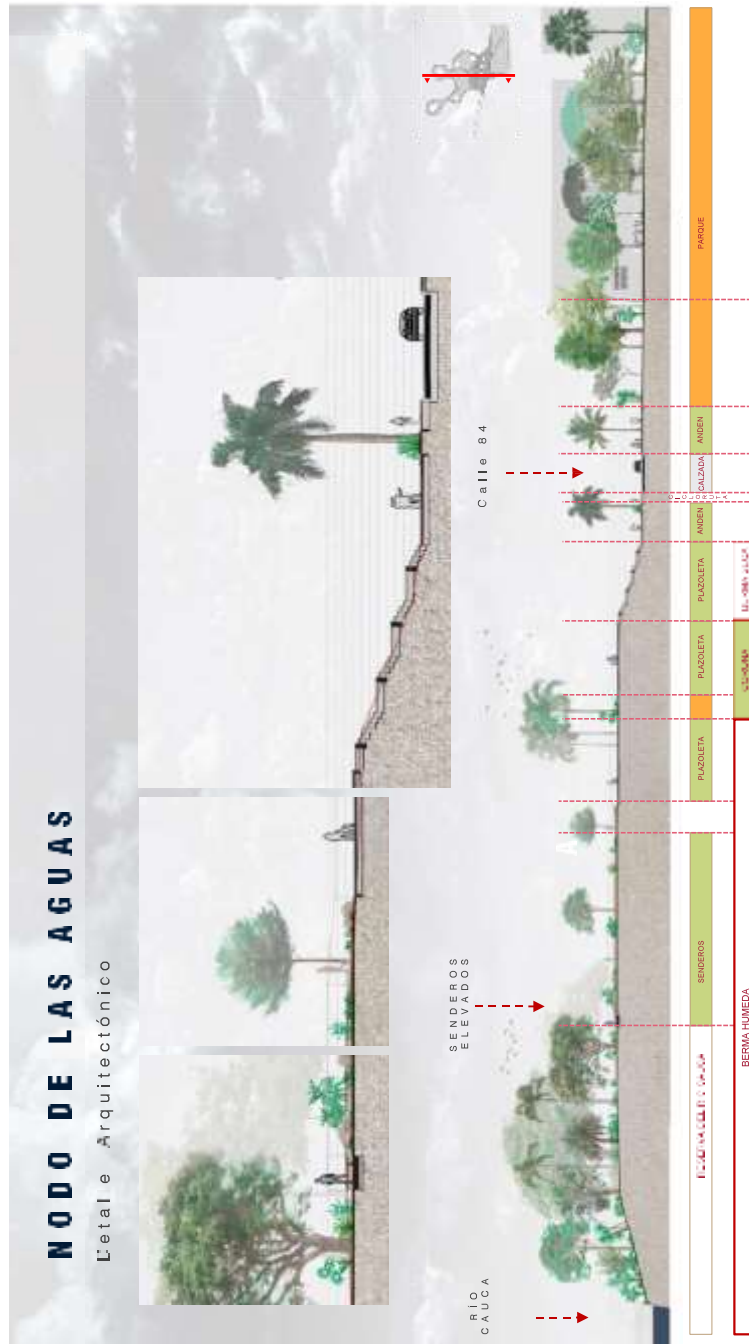 NODO DE LAS AGUAS
Detalle Arquitectónico
RÍO
CAUCA
SENDEROS
ELEVADOS
Calle 84
SENDEROS
PLAZOLETA
PLAZOLETA
PLAZOLETA
ANDEN
CALZADA
ANDEN
PARQUE
BERMA HUMEDA